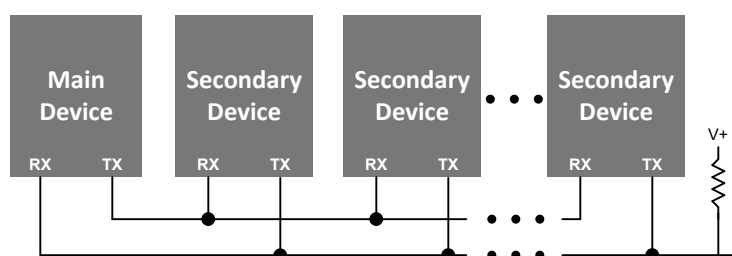 Main
Device
Secondary
Device
Secondary
Device
Secondary
Device
RX TX
RX TX
RX TX
RX TX
V+